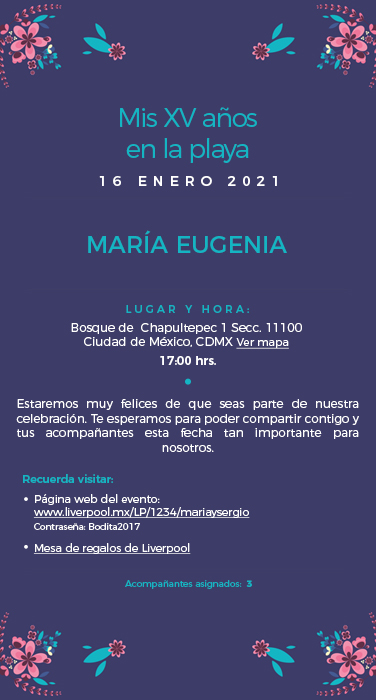 Mis XV años
en la playa
16 ENERO 2021
MARÍA EUGENIA
LUGAR Y HORA:
Bosque de Chapultepec 1 Secc. 11100
Ciudad de México, CDMX Ver mapa
17:00 hrs.
Estaremos muy felices de que seas parte de nuestra
celebración. Te esperamos para poder compartir contigo y
tus acompañantes esta fecha tan importante para
nosotros.
Recuerda visitar:
• Página web del evento:
www.liverpool.mx/LP/1234/mariaysergio
Contraseña: Bodita2017
• Mesa de regalos de Liverpool
Acompañantes asignados: 3